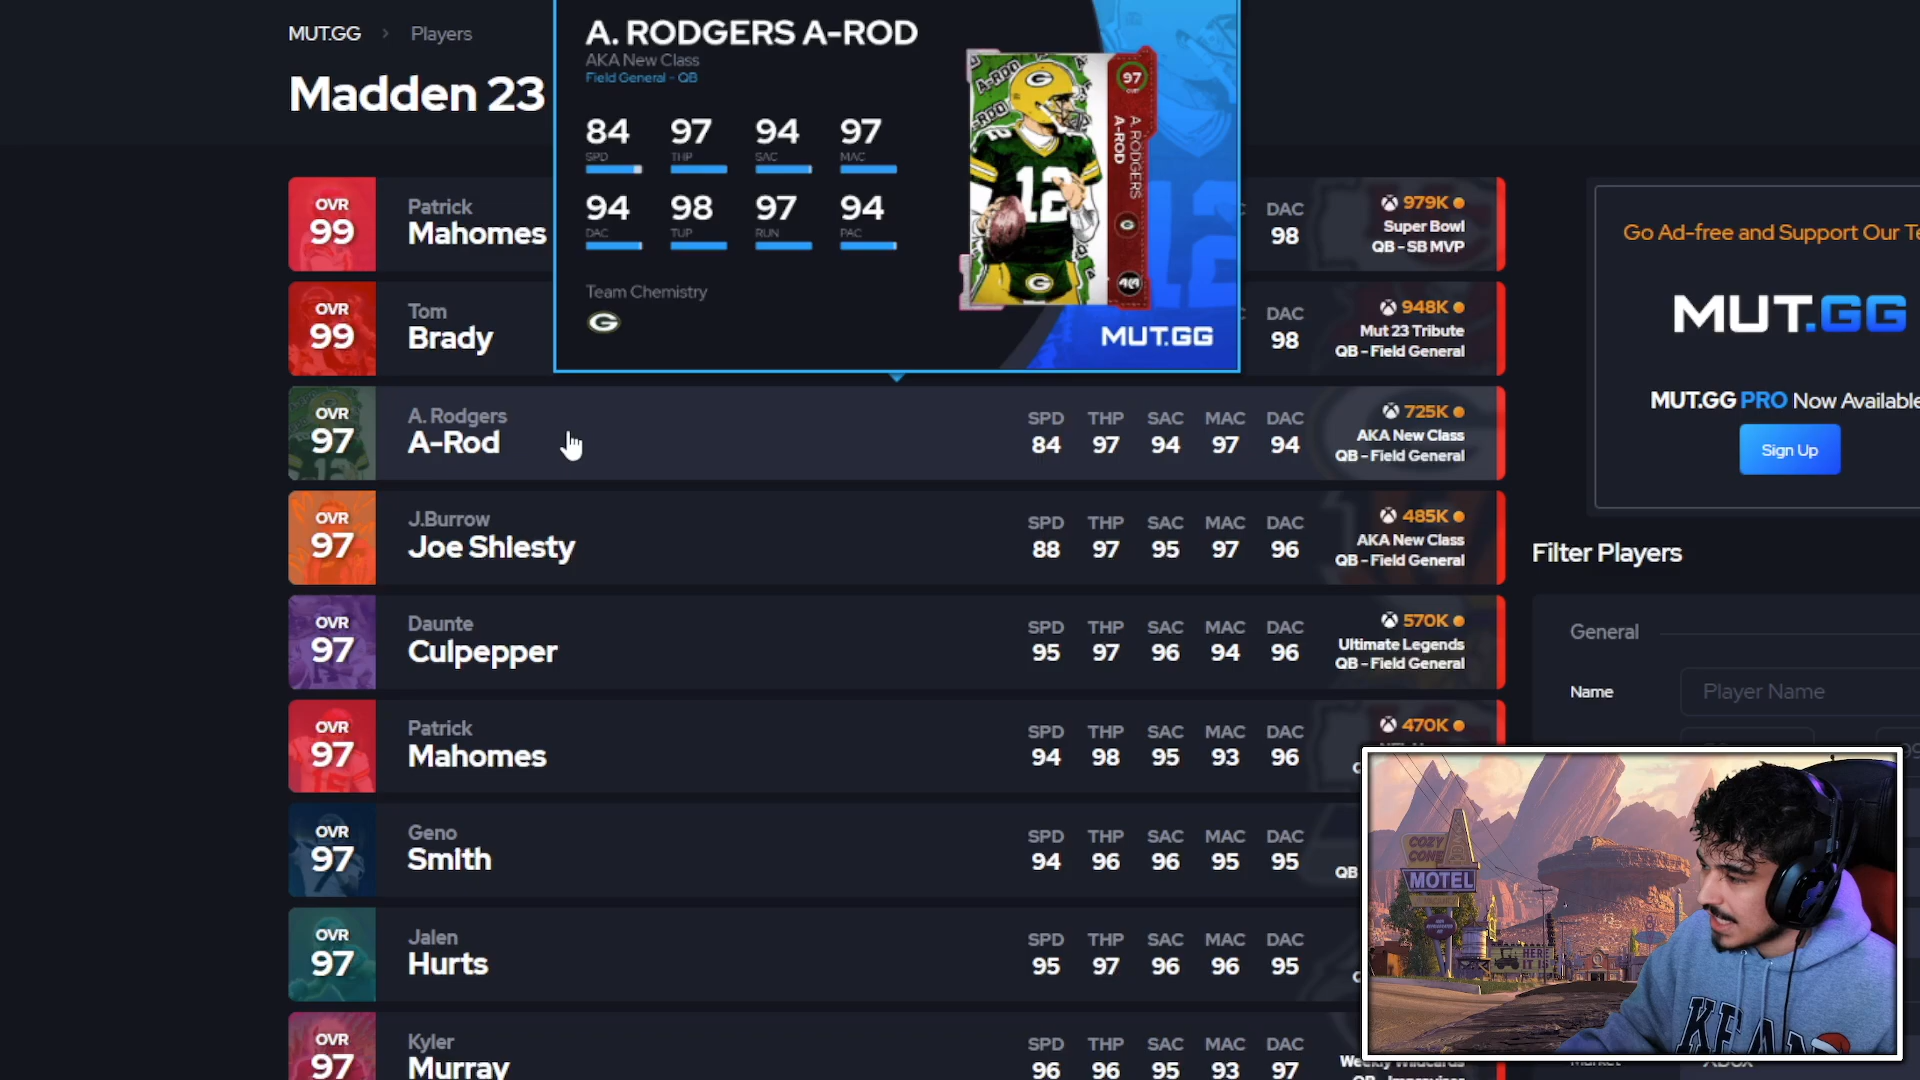 MUT.GG > Players
Madden 23
A. RODGERS A-ROD
AKA New Class
Field General - QB
84 97 94 97
SPD THP SAC MAC
94 98 97 94
DAC TUP RUN PAC
Team Chemistry
97
A. RODGERS
A-ROD
12
MUT.GG
OVR
99
Patrick
Mahomes
DAC
98
979K
Super Bowl
QB - SB MVP
OVR
99
Tom
Brady
DAC
98
948K
Mut 23 Tribute
QB - Field General
OVR
97
A. Rodgers
A-Rod
SPD THP SAC MAC DAC
84 97 94 97 94
725K
AKA New Class
QB - Field General
OVR
97
J.Burrow
Joe Shiesty
SPD THP SAC MAC DAC
88 97 95 97 96
485K
AKA New Class
QB - Field General
OVR
97
Daunte
Culpepper
SPD THP SAC MAC DAC
95 97 96 94 96
570K
Ultimate Legends
QB - Field General
OVR
97
Patrick
Mahomes
SPD THP SAC MAC DAC
94 98 95 93 96
470K
OVR
97
Geno
Smith
SPD THP SAC MAC DAC
94 96 96 95 95
QB
OVR
97
Jalen
Hurts
SPD THP SAC MAC DAC
95 97 96 96 95
OVR
97
Kyler
Murray
SPD THP SAC MAC DAC
96 96 95 93 97
Weekly Wildcards
QB - Improviser
Go Ad-free and Support Our Te
MUT.GG
MUT.GG PRO Now Available
Sign Up
Filter Players
General
Name
Player Name
COZY
CONE
MOTEL
HERE
IT IS
KEAN